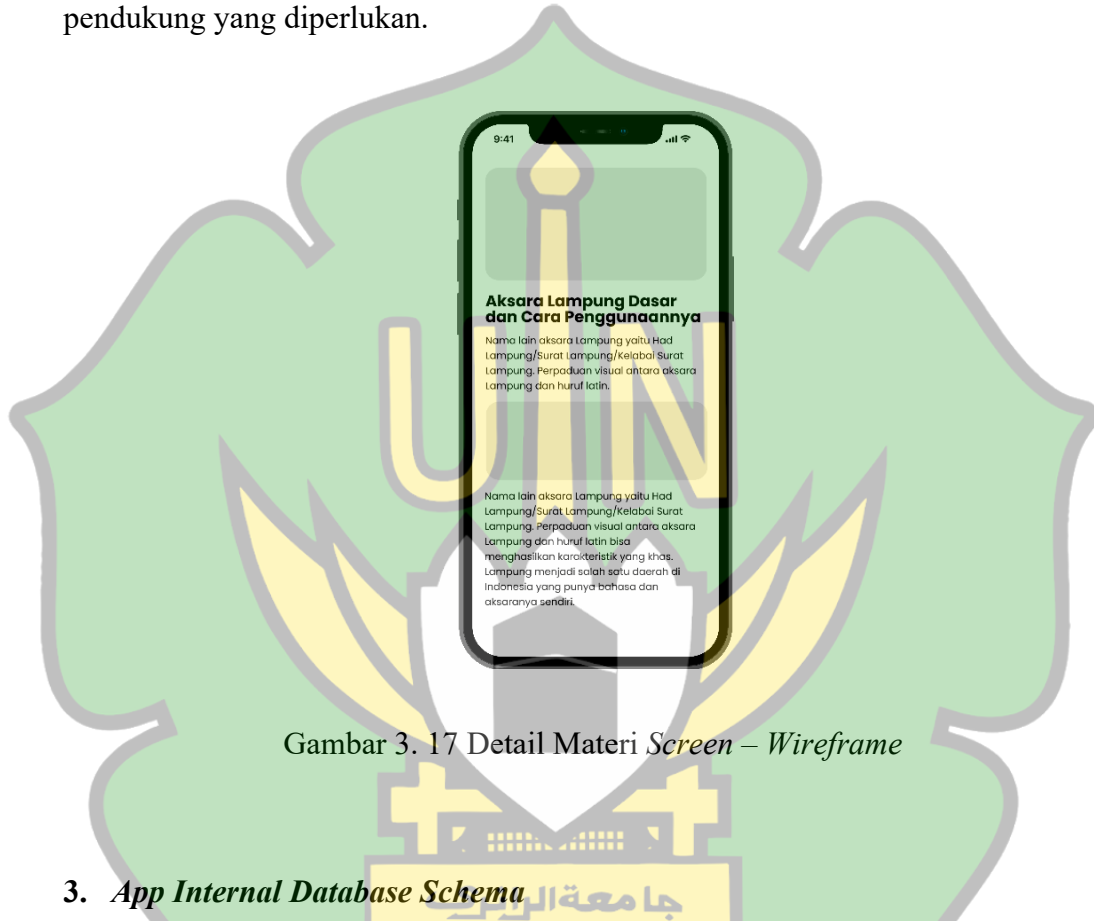 pendukung yang diperlukan.
9:41
Aksara Lampung Dasar
dan Cara Penggunaannya
Nama lain aksara Lampung yaitu Had
Lampung/Surat Lampung/Kelabai Surat
Lampung. Perpaduan visual antara aksara
Lampung dan huruf latin.
UIN
Nama lain aksara Lampung yaitu Had
Lampung/Surat Lampung/Kelabai Surat
Lampung. Perpaduan visual antara aksara
Lampung dan huruf latin bisa
menghasilkan karakteristik yang khas.
Lampung menjadi salah satu daerah di
Indonesia yang punya bahasa dan
aksaranya sendiri.
Gambar 3. 17 Detail Materi Screen – Wireframe
3. App Internal Database Schema
جامعة الرانري